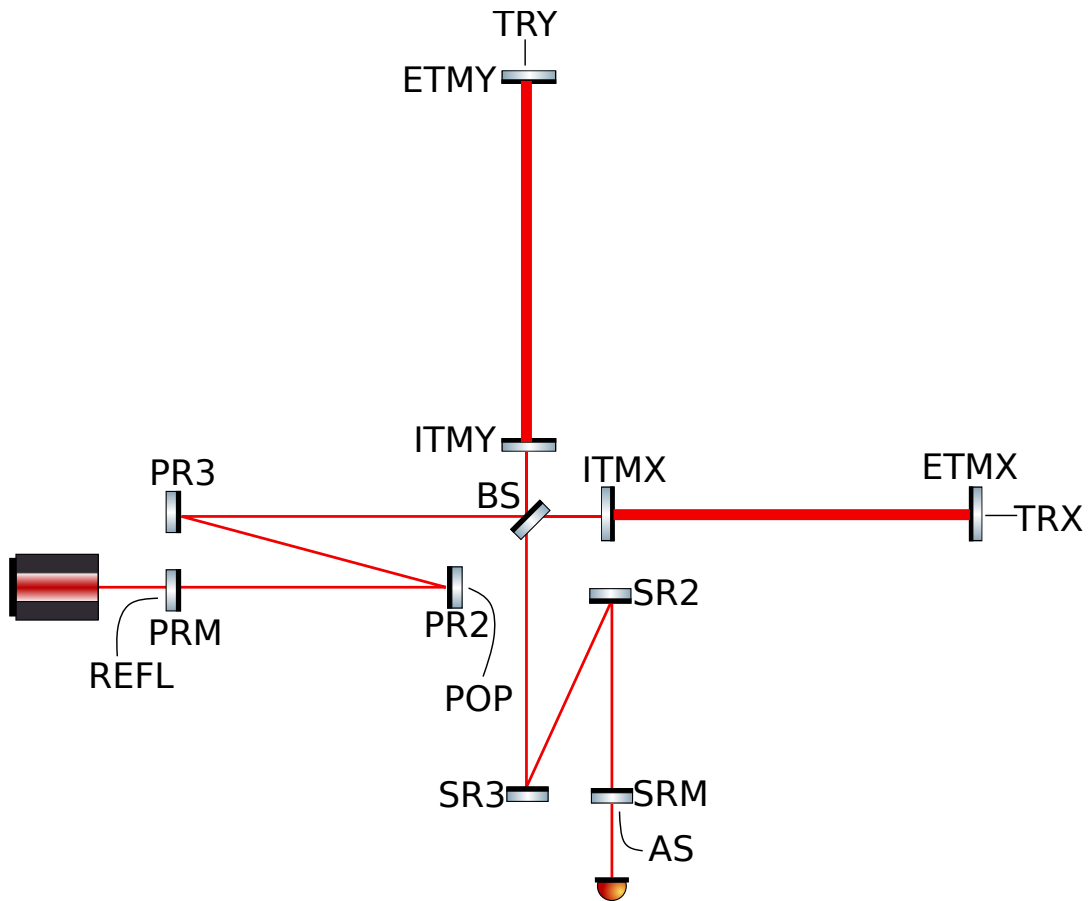 TRY
ETMY
ITMY
PR3
BS
ITMX
ETMX
TRX
PRM
REFL
PR2
POP
SR2
SR3
SRM
AS